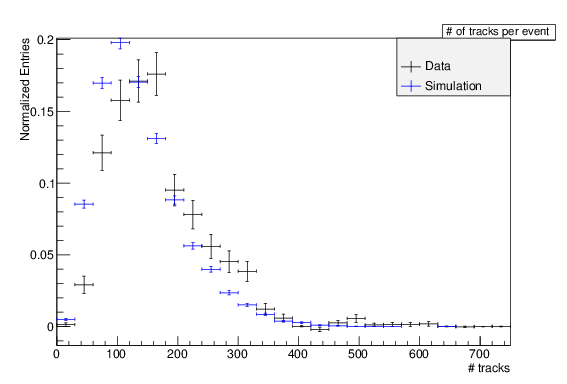 # of tracks per event
Data
Simulation
Normalized Entries
0.2
0.15
0.1
0.05
0
0 100 200 300 400 500 600 700
# tracks